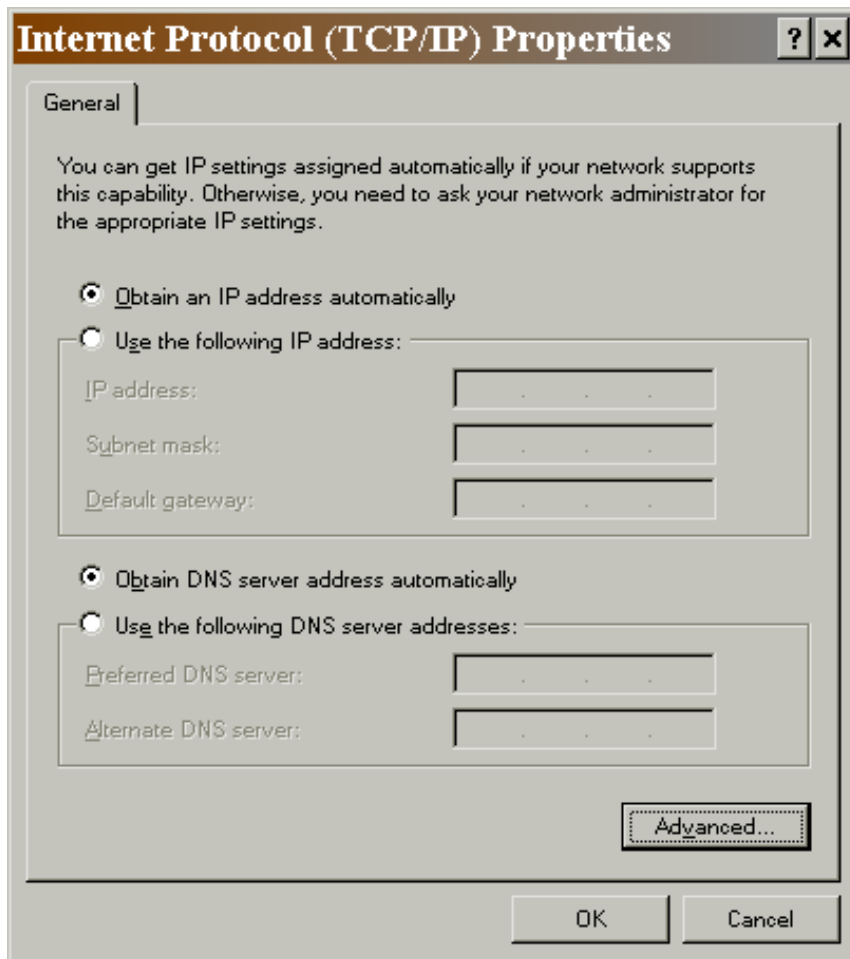 Internet Protocol (TCP/IP) Properties
General
You can get IP settings assigned automatically if your network supports
this capability. Otherwise, you need to ask your network administrator for
the appropriate IP settings.
Obtain an IP address automatically
Use the following IP address:
IP address:
Subnet mask:
Default gateway:
Obtain DNS server address automatically
Use the following DNS server addresses:
Preferred DNS server:
Alternate DNS server:
Advanced...
OK Cancel